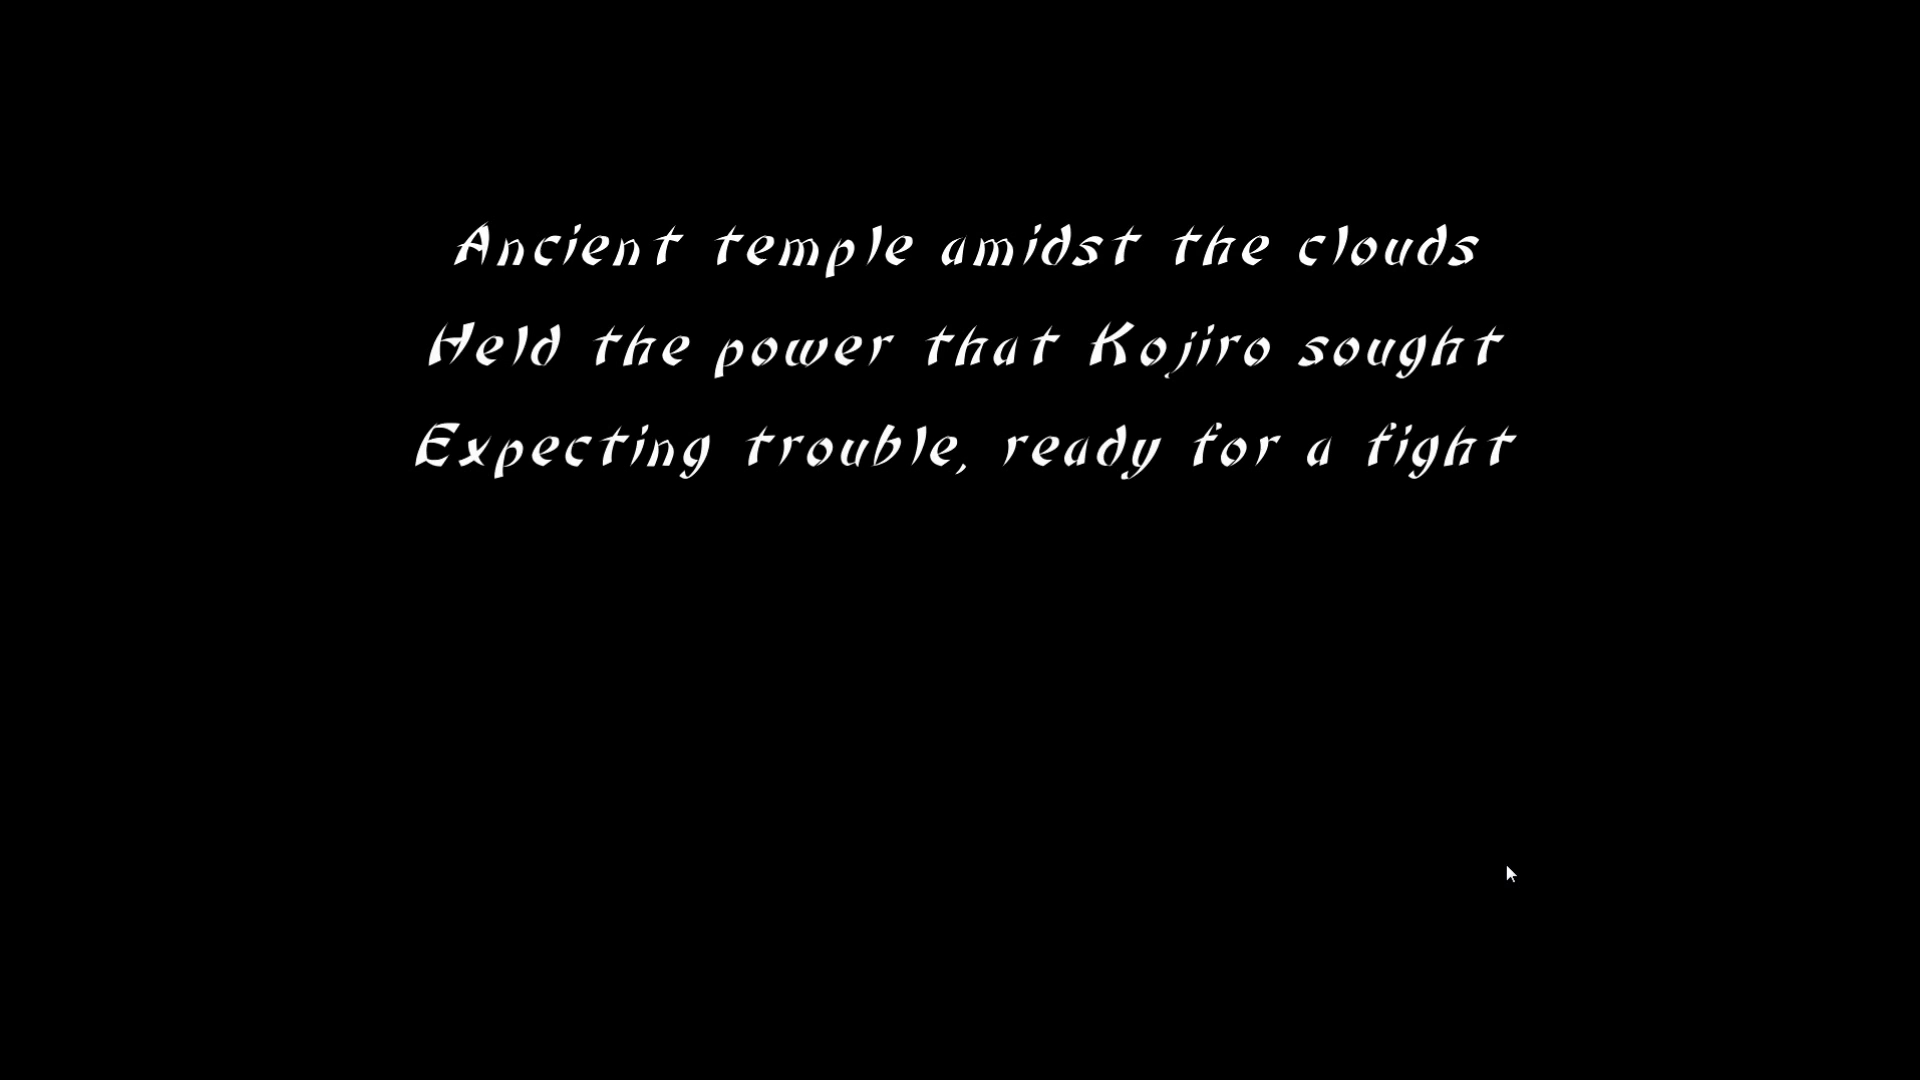 Ancient temple amidst the clouds
Held the power that Kojiro sought
Expecting trouble, ready for a fight